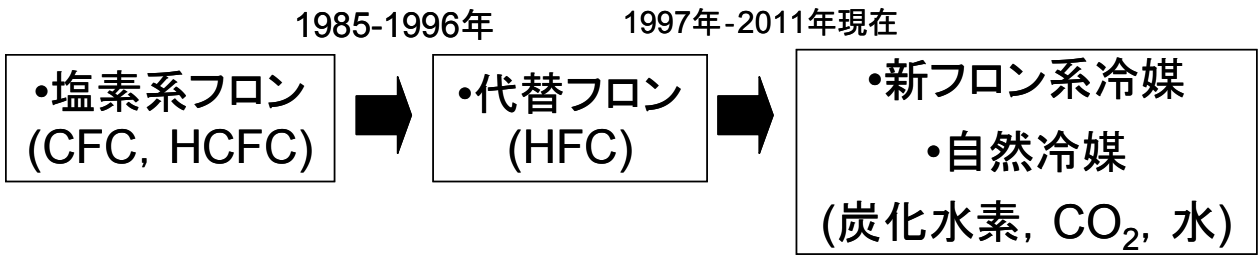 1985-1996年
1997年-2011年現在
•塩素系フロン
(CFC, HCFC)
•代替フロン
(HFC)
•新フロン系冷媒
•自然冷媒
(炭化水素, CO₂, 水)